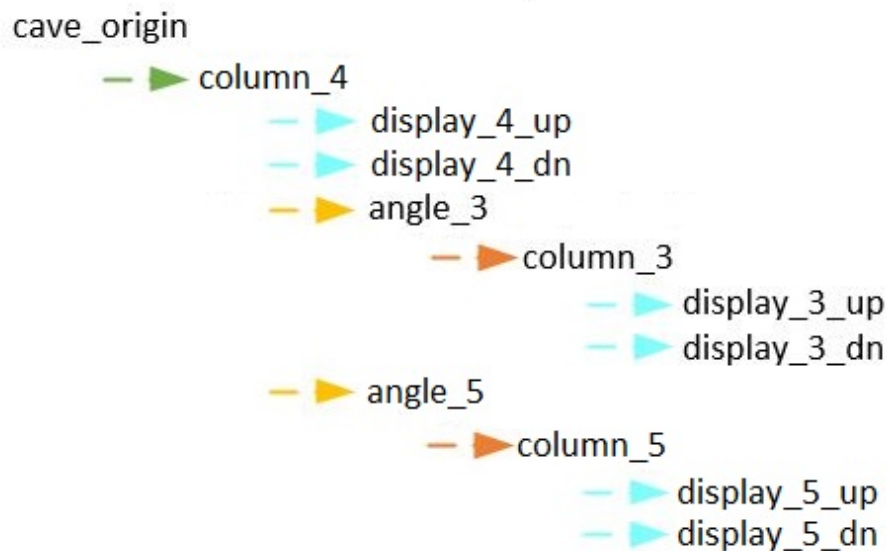 cave_origin
column_4
display_4_up
display_4_dn
angle_3
column_3
display_3_up
display_3_dn
angle_5
column_5
display_5_up
display_5_dn